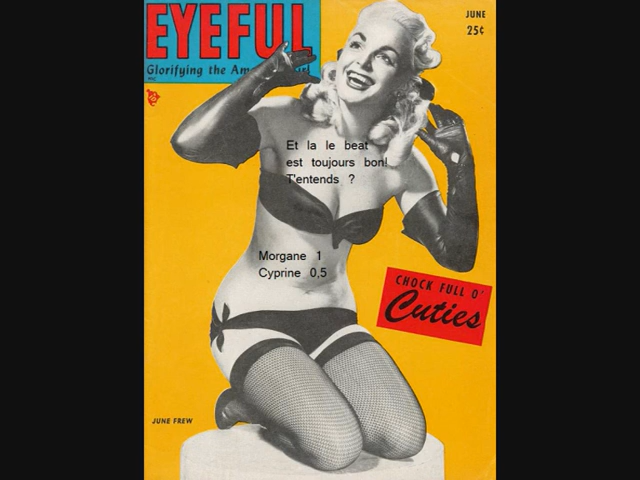 EYEFUL
JUNE
25¢
Glorifying the Am
Et la le beat
est toujours bon!
T'entends ?
Morgane 1
Cyprine 0,5
CHOCK FULL O'
Cuties
JUNE FREW